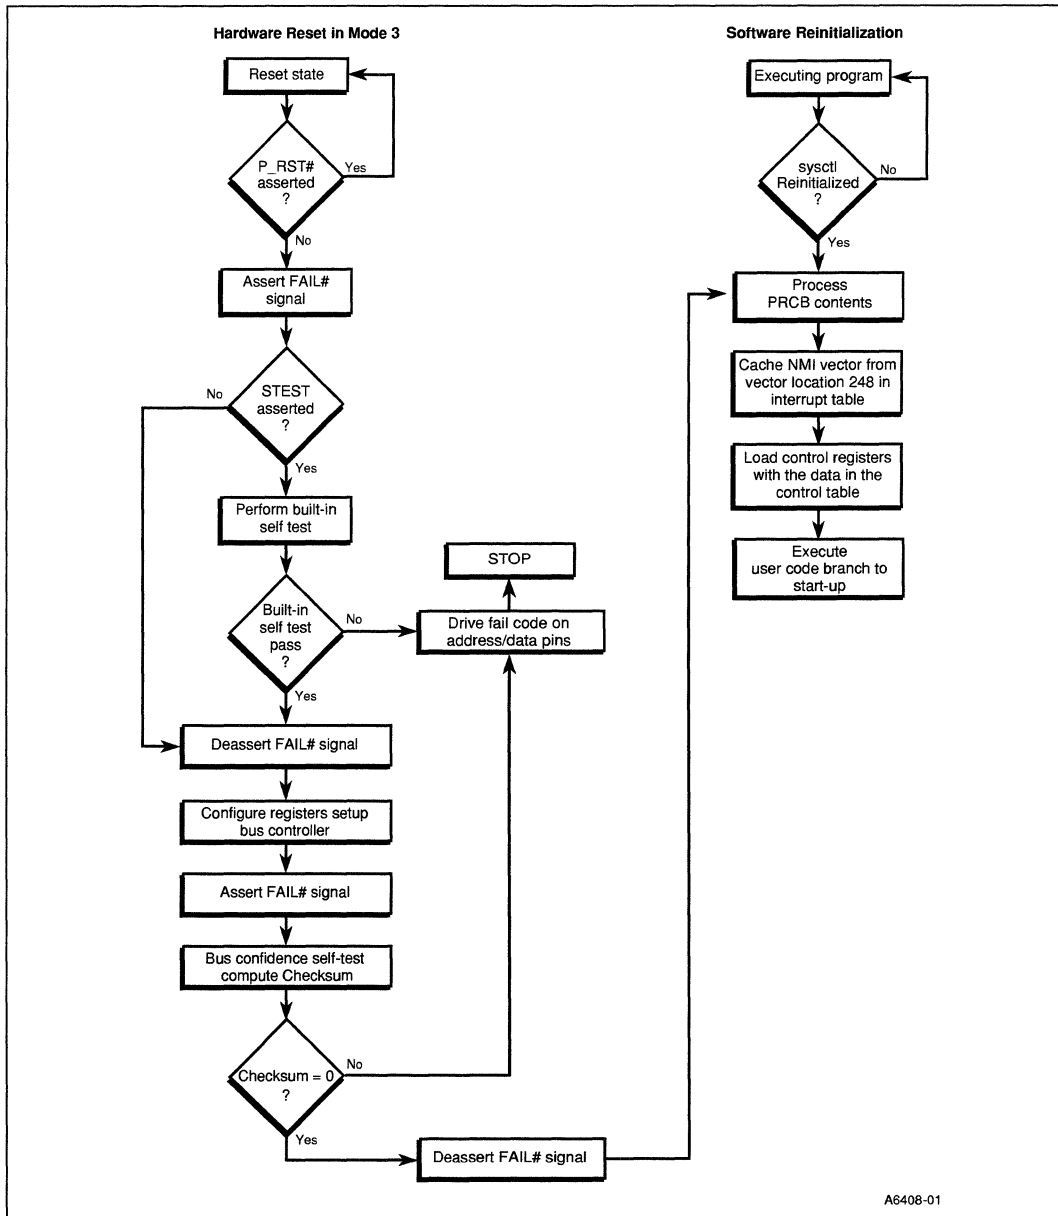 Hardware Reset in Mode 3
Reset state
P_RST#
asserted
?
Yes
No
Assert FAIL#
signal
STEST
asserted
?
No
Yes
Perform built-in
self test
Built-in
self test
pass
?
No
Yes
STOP
Drive fail code on
address/data pins
Deassert FAIL# signal
Configure registers setup
bus controller
Assert FAIL# signal
Bus confidence self-test
compute Checksum
Checksum = 0
?
No
Yes
Deassert FAIL# signal
Software Reinitialization
Executing program
sysctl
Reinitialized
?
No
Yes
Process
PRCB contents
Cache NMI vector from
vector location 248 in
interrupt table
Load control registers
with the data in the
control table
Execute
user code branch to
start-up
A6408-01